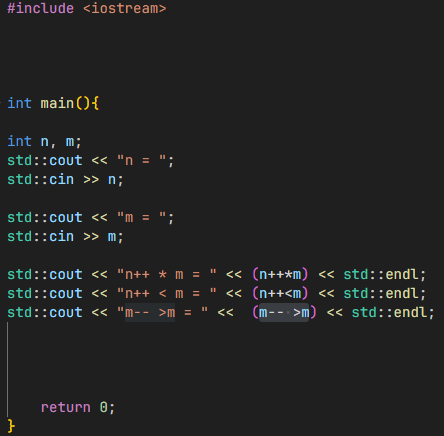 #include <iostream>
int main(){
int n, m;
std::cout << "n = ";
std::cin >> n;
std::cout << "m = ";
std::cin >> m;
std::cout << "n++ * m = " << (n++*m) << std::endl;
std::cout << "n++ < m = " << (n++<m) << std::endl;
std::cout << "m-- >m = " <<  (m-- >m) << std::endl;
return 0;
}